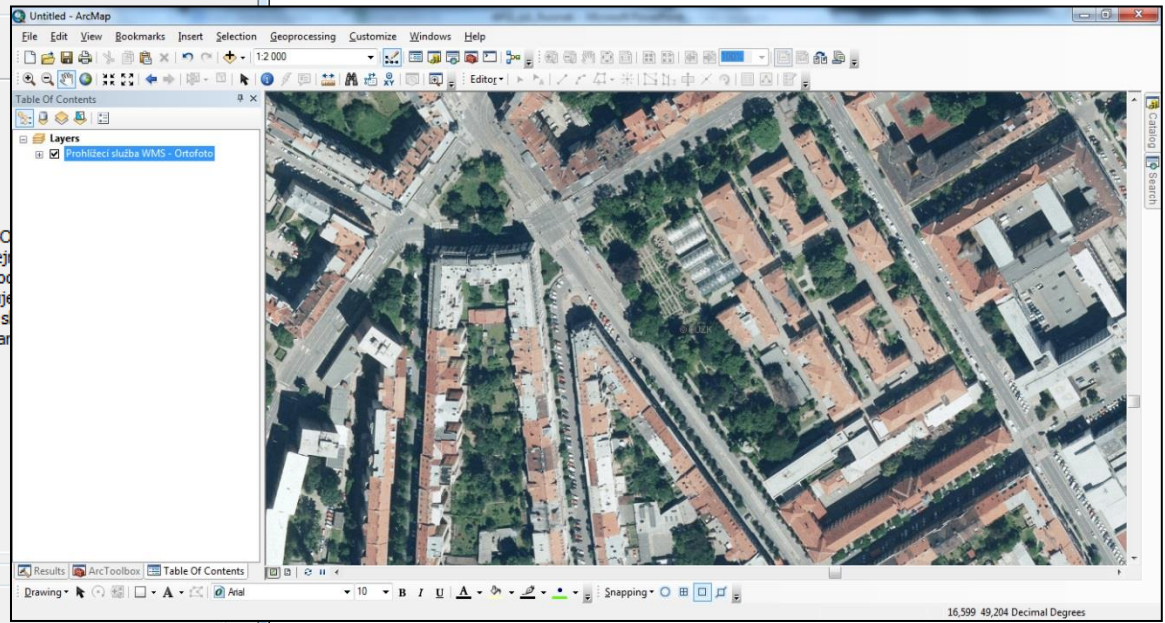 Untitled - ArcMap
File Edit View Bookmarks Insert Selection Geoprocessing Customize Windows Help
1:2 000
100%
Editor
Table Of Contents
Layers
Prohlížecí služba WMS - Ortofoto
Catalog
Search
© ČÚZK
Results ArcToolbox Table Of Contents
Drawing A Arial 10 B I U A Snapping
16,599 49,204 Decimal Degrees